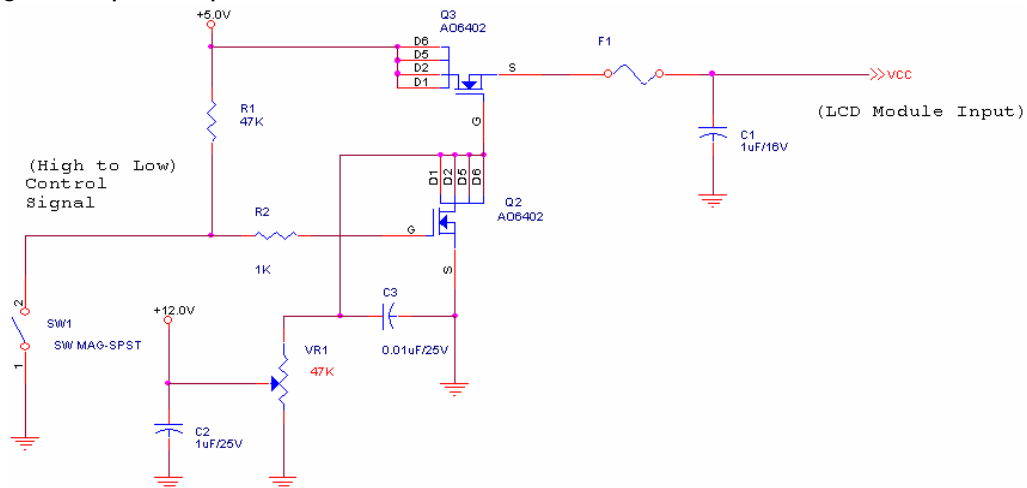 +5.0V
Q3
AO6402
D6
D5
D2
D1
S
G
F1
VCC
(LCD Module Input)
C1
1uF/16V
R1
47K
(High to Low)
Control
Signal
R2
1K
G
D1
D2
D5
D6
Q2
AO6402
S
C3
0.01uF/25V
2
SW1
SW MAG-SPST
1
+12.0V
VR1
47K
C2
1uF/25V